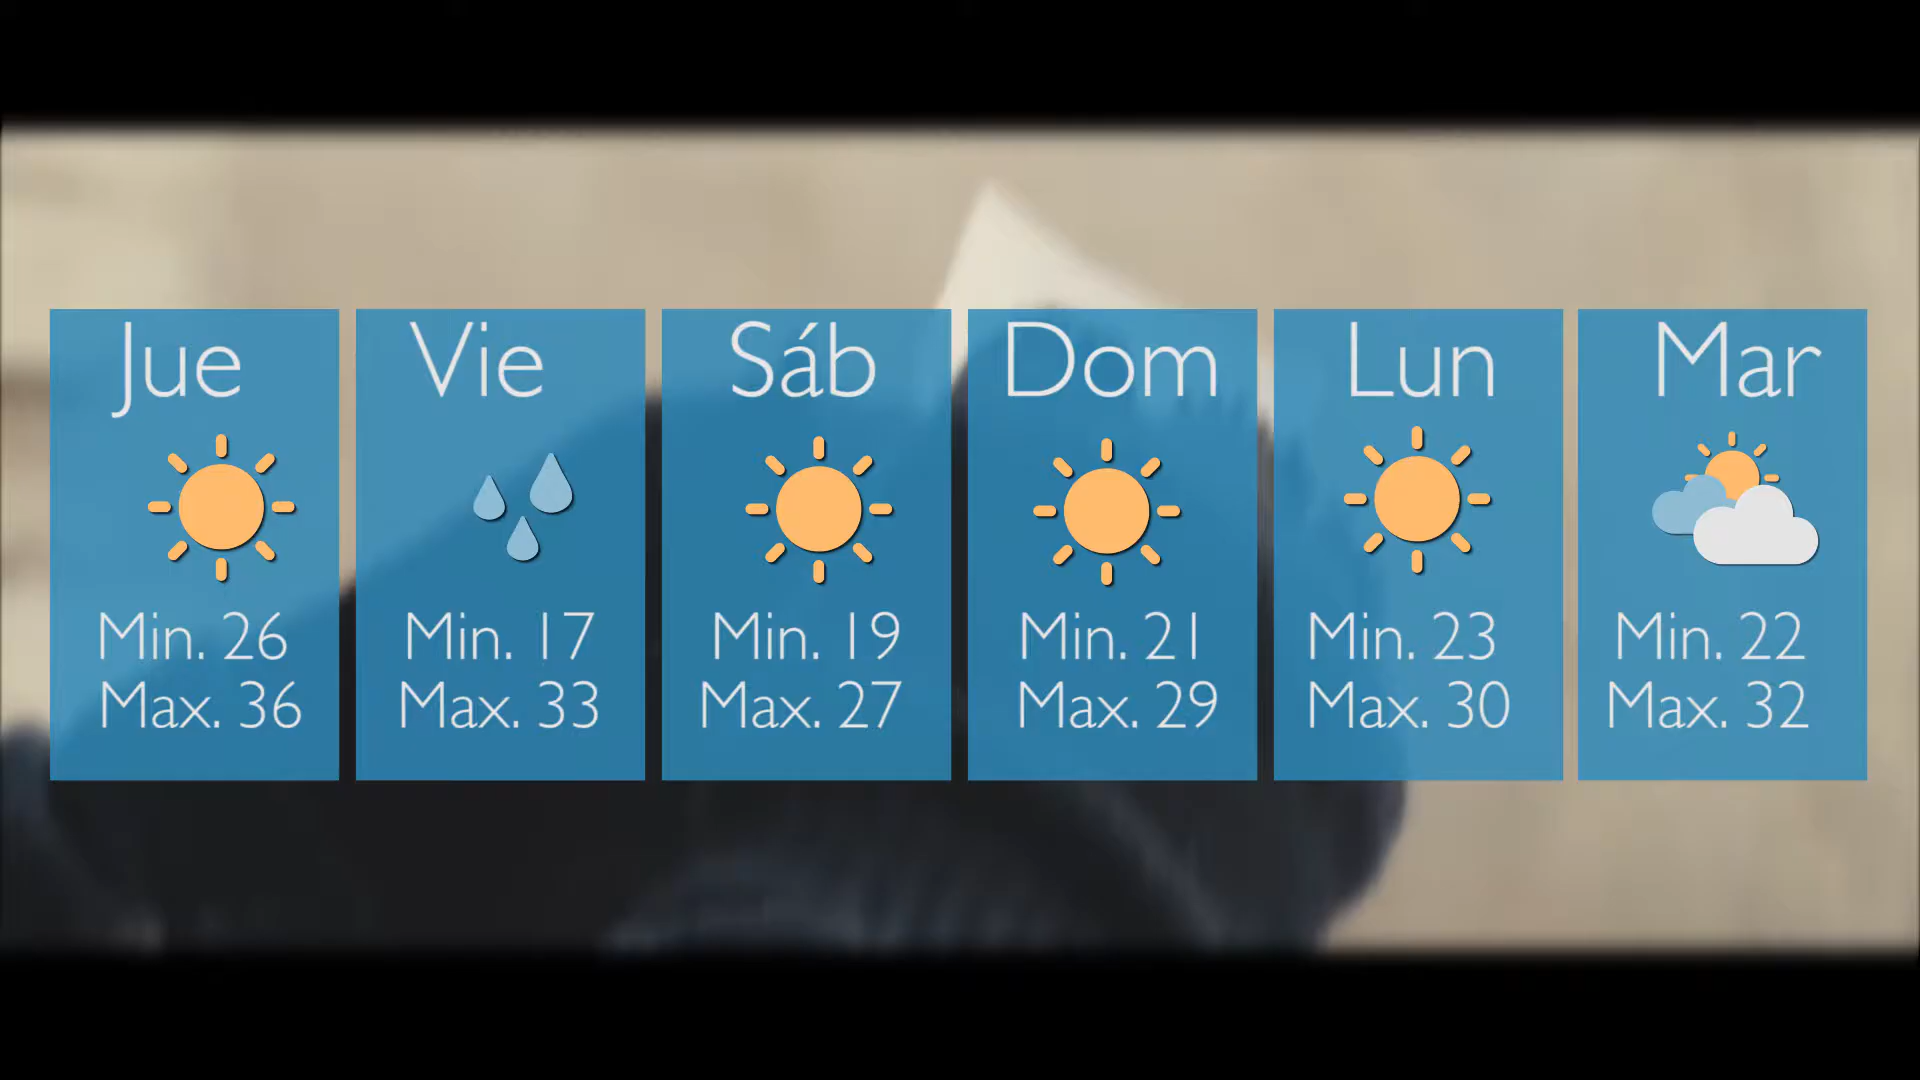 Jue
Min. 26
Max. 36
Vie
Min. 17
Max. 33
Sáb
Min. 19
Max. 27
Dom
Min. 21
Max. 29
Lun
Min. 23
Max. 30
Mar
Min. 22
Max. 32